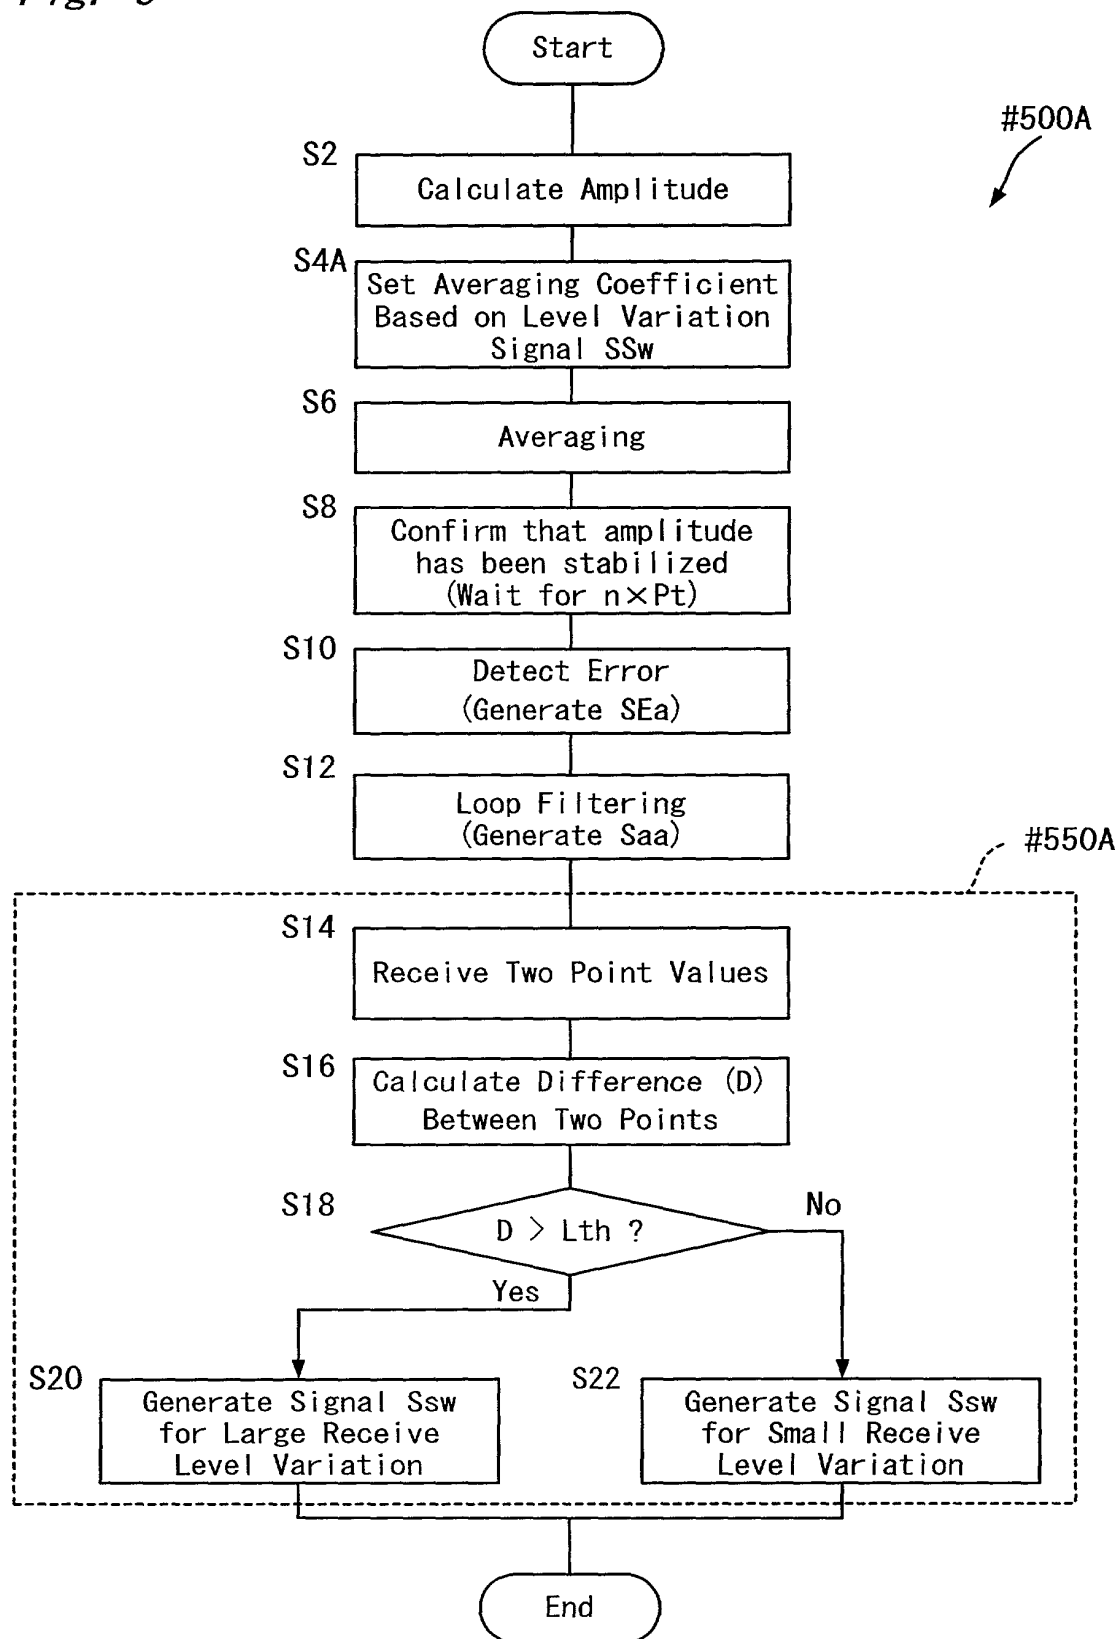 Start
#500A
S2
Calculate Amplitude
S4A
Set Averaging Coefficient
Based on Level Variation
Signal SSw
S6
Averaging
S8
Confirm that amplitude
has been stabilized
(Wait for n×Pt)
S10
Detect Error
(Generate SEa)
S12
Loop Filtering
(Generate Saa)
#550A
S14
Receive Two Point Values
S16
Calculate Difference (D)
Between Two Points
S18
D > Lth ?
No
Yes
S20
Generate Signal Ssw
for Large Receive
Level Variation
S22
Generate Signal Ssw
for Small Receive
Level Variation
End